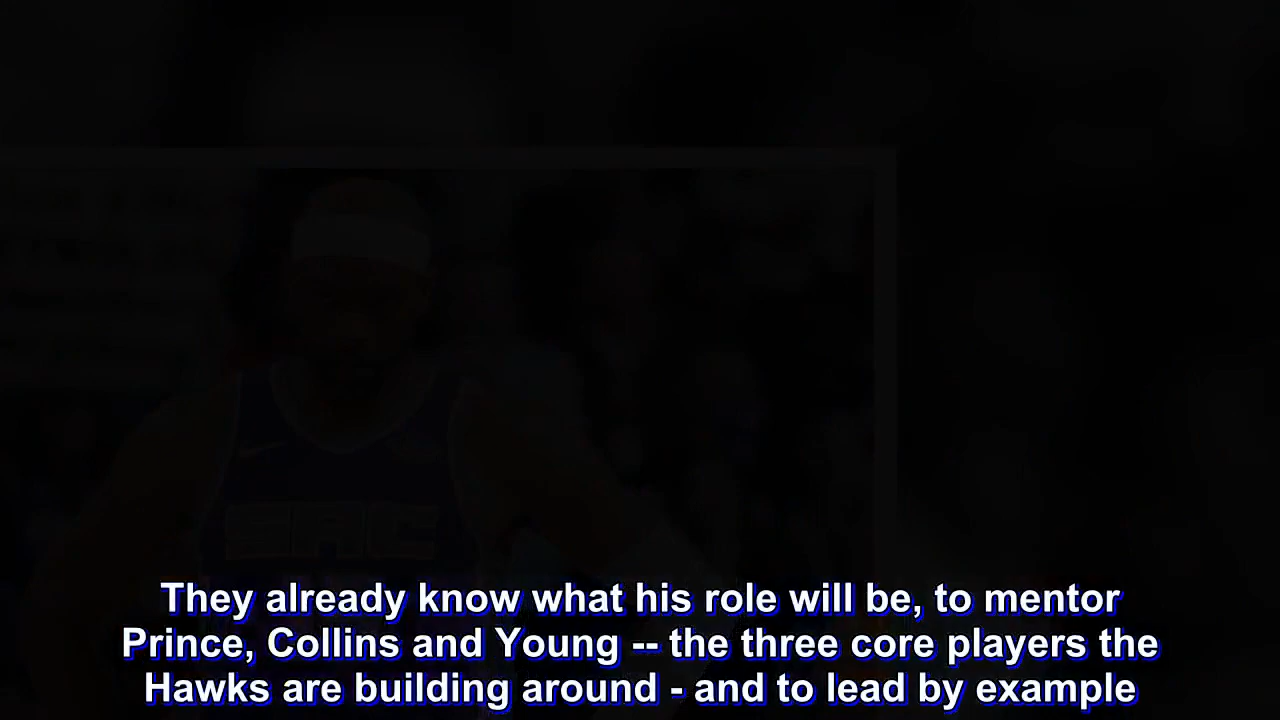 SAC
They already know what his role will be, to mentor
Prince, Collins and Young -- the three core players the
Hawks are building around - and to lead by example